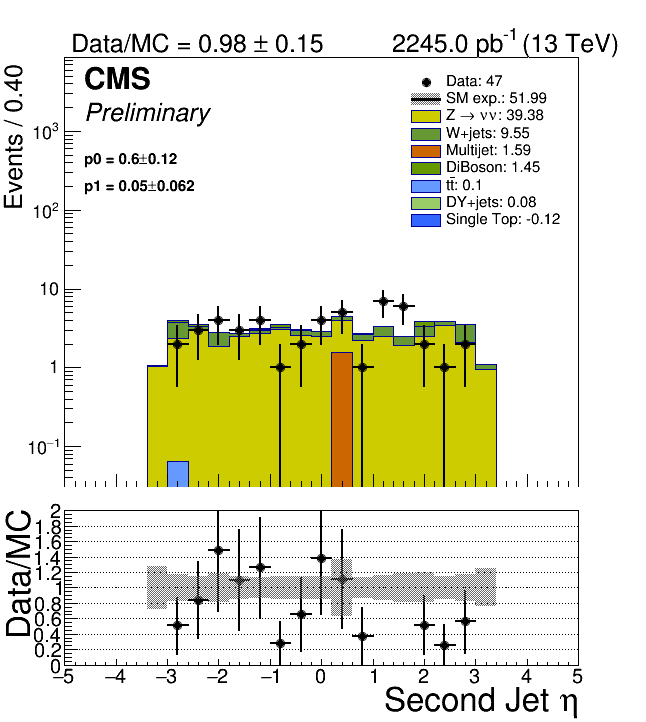 Data/MC = 0.98 ± 0.15
2245.0 pb⁻¹ (13 TeV)
CMS
Preliminary
p0 = 0.6±0.12
p1 = 0.05±0.062
Data: 47
SM exp.: 51.99
Z → νν: 39.38
W+jets: 9.55
Multijet: 1.59
DiBoson: 1.45
tt̄: 0.1
DY+jets: 0.08
Single Top: -0.12
Events / 0.40
10³
10²
10
1
10⁻¹
Data/MC
2
1.8
1.6
1.4
1.2
1
0.8
0.6
0.4
0.2
0
−5 −4 −3 −2 −1 0 1 2 3 4 5
Second Jet η